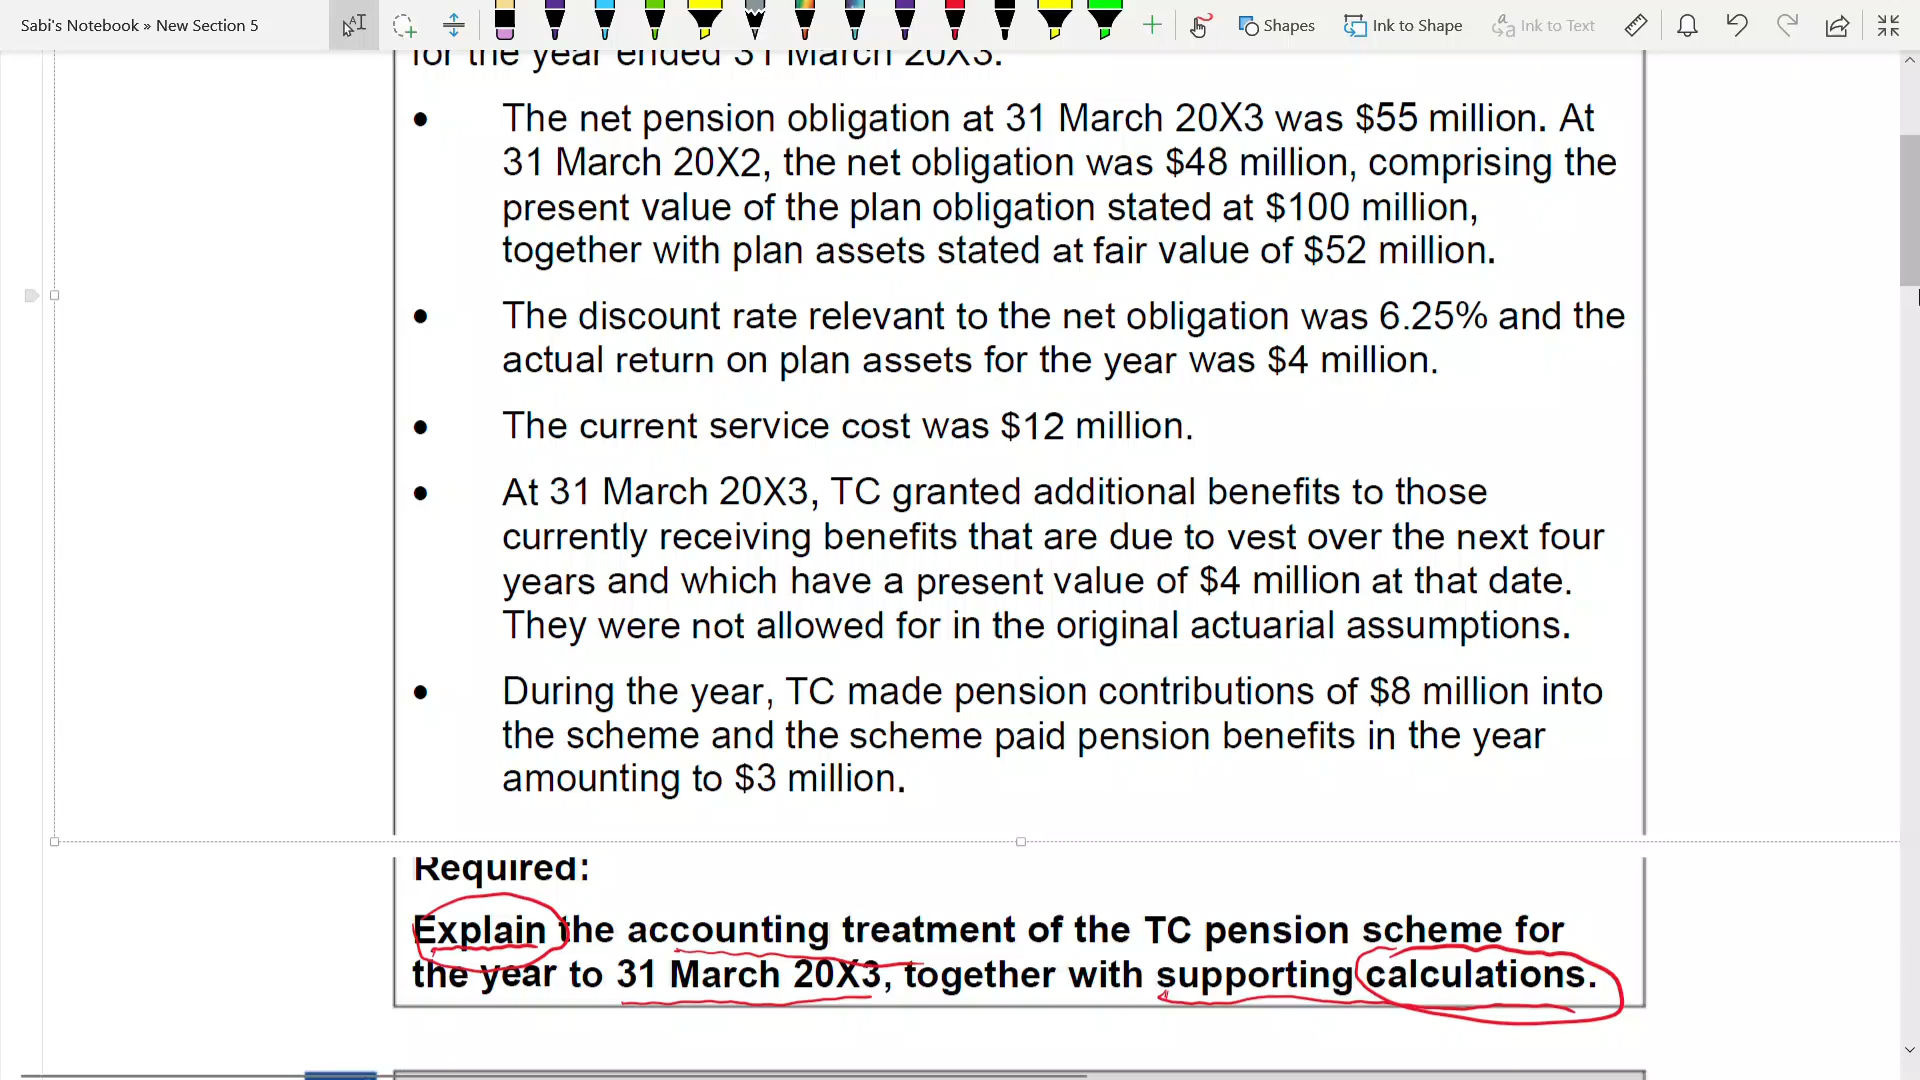 Sabi's Notebook » New Section 5
Shapes
Ink to Shape
Ink to Text
for the year ended 31 March 20X3.
• The net pension obligation at 31 March 20X3 was $55 million. At
31 March 20X2, the net obligation was $48 million, comprising the
present value of the plan obligation stated at $100 million,
together with plan assets stated at fair value of $52 million.
• The discount rate relevant to the net obligation was 6.25% and the
actual return on plan assets for the year was $4 million.
• The current service cost was $12 million.
• At 31 March 20X3, TC granted additional benefits to those
currently receiving benefits that are due to vest over the next four
years and which have a present value of $4 million at that date.
They were not allowed for in the original actuarial assumptions.
• During the year, TC made pension contributions of $8 million into
the scheme and the scheme paid pension benefits in the year
amounting to $3 million.
Required:
Explain the accounting treatment of the TC pension scheme for
the year to 31 March 20X3, together with supporting calculations.